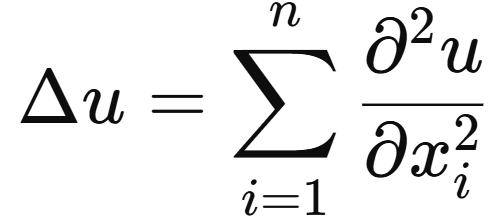 Δu = ∑_{i=1}^{n} ∂²u / ∂x_i²